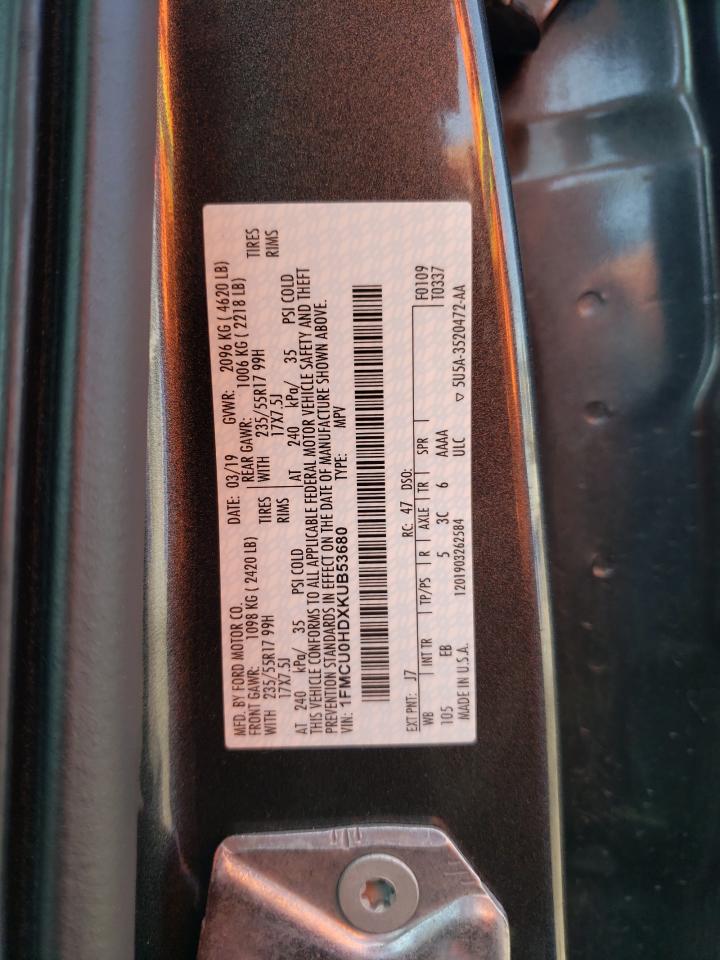 MFD. BY FORD MOTOR CO.
DATE: 03/19 GVWR: 2096 KG ( 4620 LB)
FRONT GAWR: 1098 KG ( 2420 LB) REAR GAWR: 1006 KG ( 2218 LB)
WITH 235/55R17 99H TIRES WITH 235/55R17 99H TIRES
17X7.5J RIMS 17X7.5J RIMS
AT 240 kPa/ 35 PSI COLD AT 240 kPa/ 35 PSI COLD
THIS VEHICLE CONFORMS TO ALL APPLICABLE FEDERAL MOTOR VEHICLE SAFETY AND THEFT
PREVENTION STANDARDS IN EFFECT ON THE DATE OF MANUFACTURE SHOWN ABOVE.
VIN: 1FMCU0HDXKUB53680 TYPE: MPV
EXT PNT: J7 RC: 47 DSO: F0109
WB INT TR TP/PS R AXLE TR SPR T0337
105 EB 5 3C 6 AAAA
MADE IN U.S.A. 1201903262584 ULC ▽ 5U5A-3520472-AA